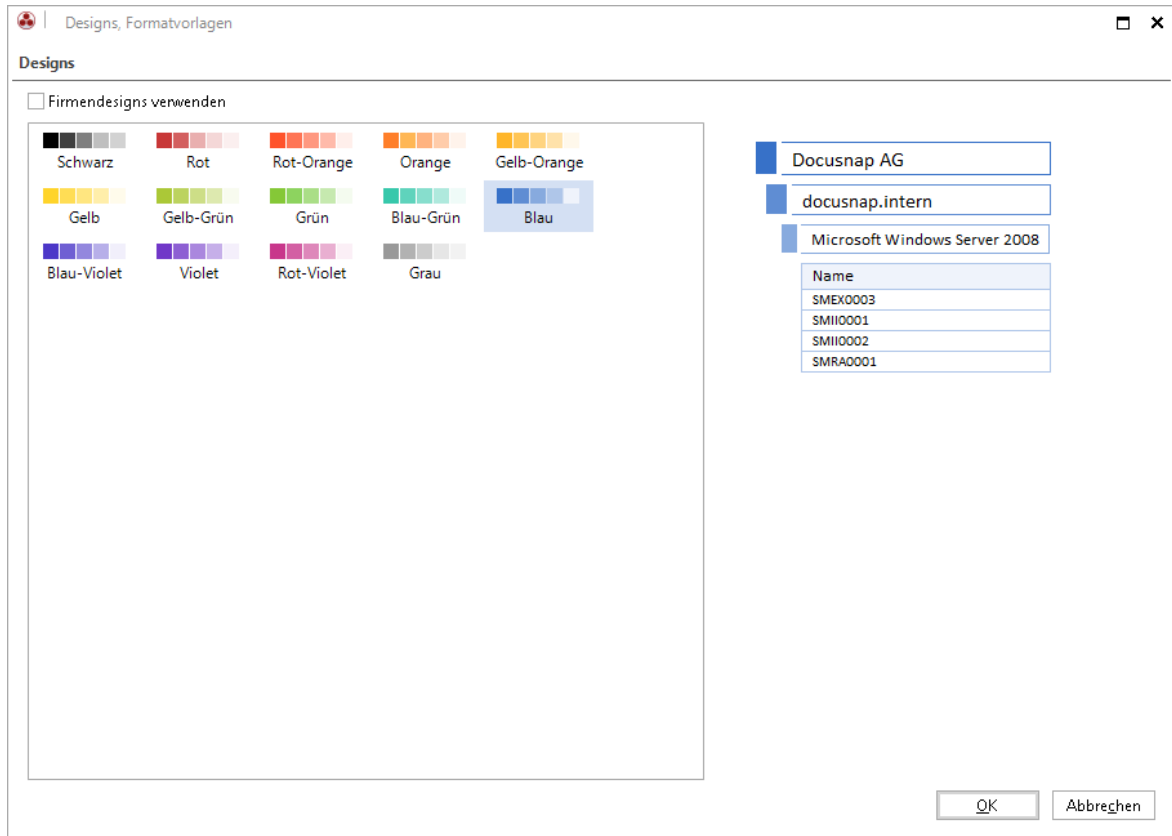 Designs, Formatvorlagen
Designs
Firmendesigns verwenden
Schwarz Rot Rot-Orange Orange Gelb-Orange
Gelb Gelb-Grün Grün Blau-Grün Blau
Blau-Violet Violet Rot-Violet Grau
Docusnap AG
docusnap.intern
Microsoft Windows Server 2008
Name
SMEX0003
SMII0001
SMII0002
SMRA0001
OK Abbrechen